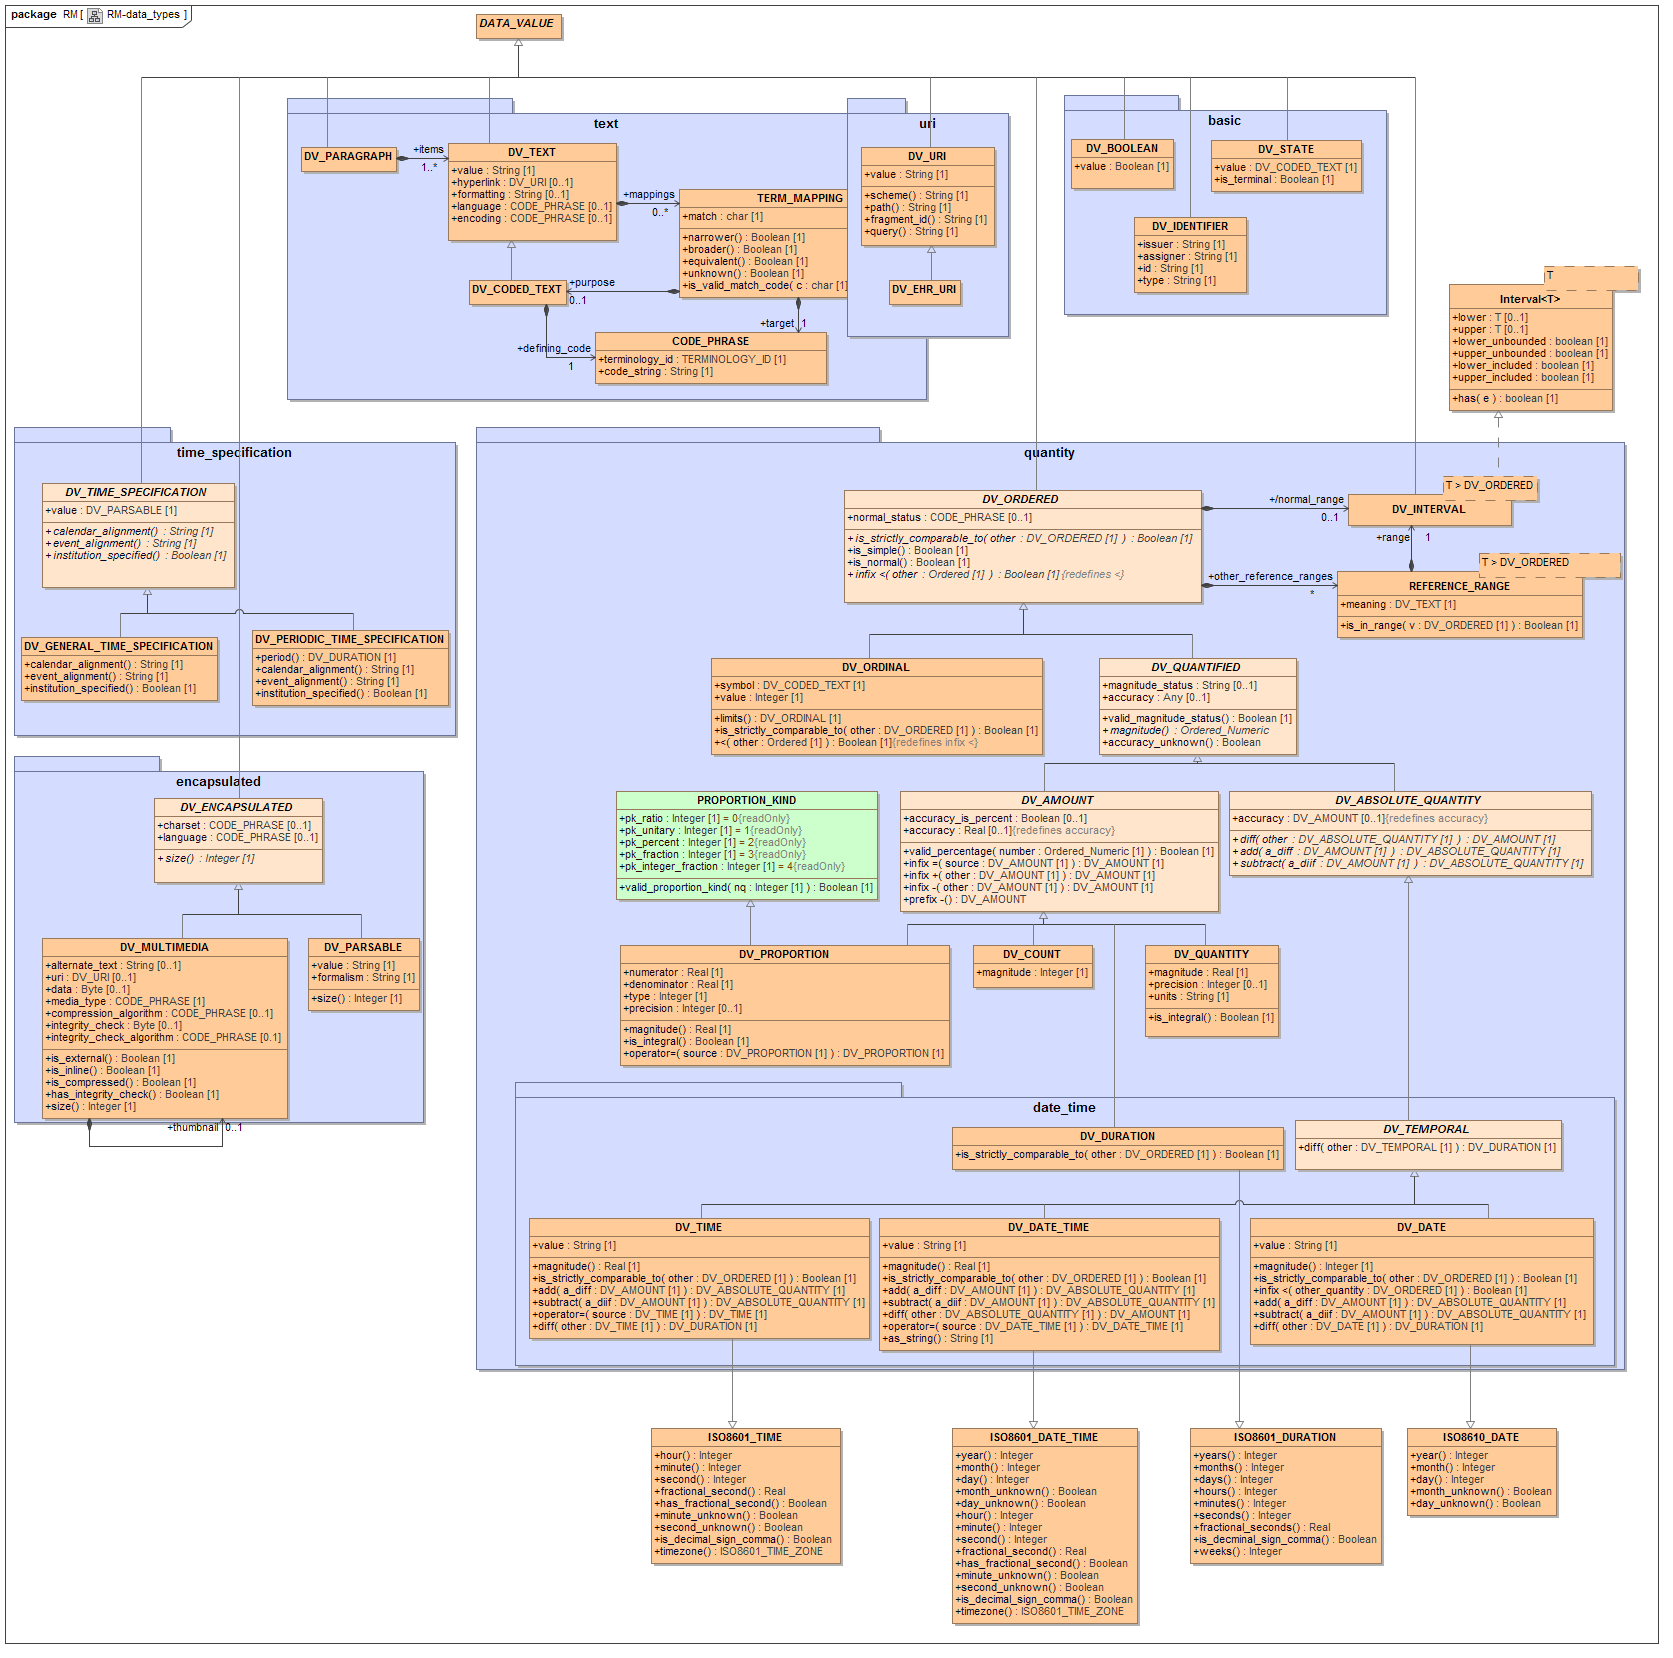 package RM [ RM-data_types ]
DATA_VALUE
text
DV_PARAGRAPH
+items
1..*
DV_TEXT
+value : String [1]
+hyperlink : DV_URI [0..1]
+formatting : String [0..1]
+language : CODE_PHRASE [0..1]
+encoding : CODE_PHRASE [0..1]
+mappings
0..*
TERM_MAPPING
+match : char [1]
+narrower() : Boolean [1]
+broader() : Boolean [1]
+equivalent() : Boolean [1]
+unknown() : Boolean [1]
+is_valid_match_code( c : char [1]
DV_CODED_TEXT
+purpose
0..1
+target
1
+defining_code
1
CODE_PHRASE
+terminology_id : TERMINOLOGY_ID [1]
+code_string : String [1]
uri
DV_URI
+value : String [1]
+scheme() : String [1]
+path() : String [1]
+fragment_id() : String [1]
+query() : String [1]
DV_EHR_URI
basic
DV_BOOLEAN
+value : Boolean [1]
DV_STATE
+value : DV_CODED_TEXT [1]
+is_terminal : Boolean [1]
DV_IDENTIFIER
+issuer : String [1]
+assigner : String [1]
+id : String [1]
+type : String [1]
T
Interval<T>
+lower : T [0..1]
+upper : T [0..1]
+lower_unbounded : boolean [1]
+upper_unbounded : boolean [1]
+lower_included : boolean [1]
+upper_included : boolean [1]
+has( e ) : boolean [1]
time_specification
DV_TIME_SPECIFICATION
+value : DV_PARSABLE [1]
+calendar_alignment() : String [1]
+event_alignment() : String [1]
+institution_specified() : Boolean [1]
DV_GENERAL_TIME_SPECIFICATION
+calendar_alignment() : String [1]
+event_alignment() : String [1]
+institution_specified() : Boolean [1]
DV_PERIODIC_TIME_SPECIFICATION
+period() : DV_DURATION [1]
+calendar_alignment() : String [1]
+event_alignment() : String [1]
+institution_specified() : Boolean [1]
encapsulated
DV_ENCAPSULATED
+charset : CODE_PHRASE [0..1]
+language : CODE_PHRASE [0..1]
+size() : Integer [1]
DV_MULTIMEDIA
+alternate_text : String [0..1]
+uri : DV_URI [0..1]
+data : Byte [0..1]
+media_type : CODE_PHRASE [1]
+compression_algorithm : CODE_PHRASE [0..1]
+integrity_check : Byte [0..1]
+integrity_check_algorithm : CODE_PHRASE [0.1]
+is_external() : Boolean [1]
+is_inline() : Boolean [1]
+is_compressed() : Boolean [1]
+has_integrity_check() : Boolean [1]
+size() : Integer [1]
+thumbnail 0..1
DV_PARSABLE
+value : String [1]
+formalism : String [1]
+size() : Integer [1]
quantity
DV_ORDERED
+normal_status : CODE_PHRASE [0..1]
+is_strictly_comparable_to( other : DV_ORDERED [1] ) : Boolean [1]
+is_simple() : Boolean [1]
+is_normal() : Boolean [1]
+infix <( other : Ordered [1] ) : Boolean [1]{redefines <}
+/normal_range
0..1
T > DV_ORDERED
DV_INTERVAL
+range 1
+other_reference_ranges
*
T > DV_ORDERED
REFERENCE_RANGE
+meaning : DV_TEXT [1]
+is_in_range( v : DV_ORDERED [1] ) : Boolean [1]
DV_ORDINAL
+symbol : DV_CODED_TEXT [1]
+value : Integer [1]
+limits() : DV_ORDINAL [1]
+is_strictly_comparable_to( other : DV_ORDERED [1] ) : Boolean [1]
+<( other : Ordered [1] ) : Boolean [1]{redefines infix <}
DV_QUANTIFIED
+magnitude_status : String [0..1]
+accuracy : Any [0..1]
+valid_magnitude_status() : Boolean [1]
+magnitude() : Ordered_Numeric
+accuracy_unknown() : Boolean
PROPORTION_KIND
+pk_ratio : Integer [1] = 0{readOnly}
+pk_unitary : Integer [1] = 1{readOnly}
+pk_percent : Integer [1] = 2{readOnly}
+pk_fraction : Integer [1] = 3{readOnly}
+pk_integer_fraction : Integer [1] = 4{readOnly}
+valid_proportion_kind( nq : Integer [1] ) : Boolean [1]
DV_AMOUNT
+accuracy_is_percent : Boolean [0..1]
+accuracy : Real [0..1]{redefines accuracy}
+valid_percentage( number : Ordered_Numeric [1] ) : Boolean [1]
+infix =( source : DV_AMOUNT [1] ) : DV_AMOUNT [1]
+infix +( other : DV_AMOUNT [1] ) : DV_AMOUNT [1]
+infix -( other : DV_AMOUNT [1] ) : DV_AMOUNT [1]
+prefix -() : DV_AMOUNT
DV_ABSOLUTE_QUANTITY
+accuracy : DV_AMOUNT [0..1]{redefines accuracy}
+diff( other : DV_ABSOLUTE_QUANTITY [1] ) : DV_AMOUNT [1]
+add( a_diff : DV_AMOUNT [1] ) : DV_ABSOLUTE_QUANTITY [1]
+subtract( a_diif : DV_AMOUNT [1] ) : DV_ABSOLUTE_QUANTITY [1]
DV_PROPORTION
+numerator : Real [1]
+denominator : Real [1]
+type : Integer [1]
+precision : Integer [0..1]
+magnitude() : Real [1]
+is_integral() : Boolean [1]
+operator=( source : DV_PROPORTION [1] ) : DV_PROPORTION [1]
DV_COUNT
+magnitude : Integer [1]
DV_QUANTITY
+magnitude : Real [1]
+precision : Integer [0..1]
+units : String [1]
+is_integral() : Boolean [1]
date_time
DV_DURATION
+is_strictly_comparable_to( other : DV_ORDERED [1] ) : Boolean [1]
DV_TEMPORAL
+diff( other : DV_TEMPORAL [1] ) : DV_DURATION [1]
DV_TIME
+value : String [1]
+magnitude() : Real [1]
+is_strictly_comparable_to( other : DV_ORDERED [1] ) : Boolean [1]
+add( a_diff : DV_AMOUNT [1] ) : DV_ABSOLUTE_QUANTITY [1]
+subtract( a_diif : DV_AMOUNT [1] ) : DV_ABSOLUTE_QUANTITY [1]
+operator=( source : DV_TIME [1] ) : DV_TIME [1]
+diff( other : DV_TIME [1] ) : DV_DURATION [1]
DV_DATE_TIME
+value : String [1]
+magnitude() : Real [1]
+is_strictly_comparable_to( other : DV_ORDERED [1] ) : Boolean [1]
+add( a_diff : DV_AMOUNT [1] ) : DV_ABSOLUTE_QUANTITY [1]
+subtract( a_diif : DV_AMOUNT [1] ) : DV_ABSOLUTE_QUANTITY [1]
+diff( other : DV_ABSOLUTE_QUANTITY [1] ) : DV_AMOUNT [1]
+operator=( source : DV_DATE_TIME [1] ) : DV_DATE_TIME [1]
+as_string() : String [1]
DV_DATE
+value : String [1]
+magnitude() : Integer [1]
+is_strictly_comparable_to( other : DV_ORDERED [1] ) : Boolean [1]
+infix <( other_quantity : DV_ORDERED [1] ) : Boolean [1]
+add( a_diff : DV_AMOUNT [1] ) : DV_ABSOLUTE_QUANTITY [1]
+subtract( a_diif : DV_AMOUNT [1] ) : DV_ABSOLUTE_QUANTITY [1]
+diff( other : DV_DATE [1] ) : DV_DURATION [1]
ISO8601_TIME
+hour() : Integer
+minute() : Integer
+second() : Integer
+fractional_second() : Real
+has_fractional_second() : Boolean
+minute_unknown() : Boolean
+second_unknown() : Boolean
+is_decimal_sign_comma() : Boolean
+timezone() : ISO8601_TIME_ZONE
ISO8601_DATE_TIME
+year() : Integer
+month() : Integer
+day() : Integer
+month_unknown() : Boolean
+day_unknown() : Boolean
+hour() : Integer
+minute() : Integer
+second() : Integer
+fractional_second() : Real
+has_fractional_second() : Boolean
+minute_unknown() : Boolean
+second_unknown() : Boolean
+is_decimal_sign_comma() : Boolean
+timezone() : ISO8601_TIME_ZONE
ISO8601_DURATION
+years() : Integer
+months() : Integer
+days() : Integer
+hours() : Integer
+minutes() : Integer
+seconds() : Integer
+fractional_seconds() : Real
+is_decminal_sign_comma() : Boolean
+weeks() : Integer
ISO8610_DATE
+year() : Integer
+month() : Integer
+day() : Integer
+month_unknown() : Boolean
+day_unknown() : Boolean